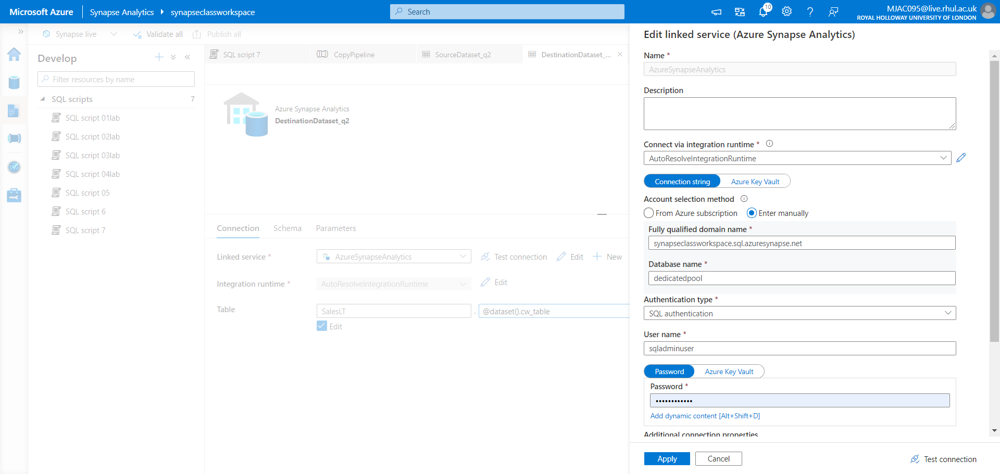 Microsoft Azure
Synapse Analytics
synapseclassworkspace
Search
10
MJAC095@live.rhul.ac.uk
ROYAL HOLLOWAY UNIVERSITY OF LONDON
Synapse live
Validate all
Publish all
Develop
Filter resources by name
SQL scripts
7
SQL script 01lab
SQL script 02lab
SQL script 03lab
SQL script 04lab
SQL script 05
SQL script 6
SQL script 7
SQL script 7
CopyPipeline
SourceDataset_q2
DestinationDataset_...
Azure Synapse Analytics
DestinationDataset_q2
Connection
Schema
Parameters
Linked service *
AzureSynapseAnalytics
Test connection
Edit
New
Integration runtime *
AutoResolveIntegrationRuntime
Edit
Table
SalesLT
.
@dataset().cw_table
Edit
Edit linked service (Azure Synapse Analytics)
Name *
AzureSynapseAnalytics
Description
Connect via integration runtime *
AutoResolveIntegrationRuntime
Connection string
Azure Key Vault
Account selection method
From Azure subscription
Enter manually
Fully qualified domain name *
synapseclassworkspace.sql.azuresynapse.net
Database name *
dedicatedpool
Authentication type *
SQL authentication
User name *
sqladminuser
Password
Azure Key Vault
Password *
••••••••••••
Add dynamic content [Alt+Shift+D]
Additional connection properties
Apply
Cancel
Test connection